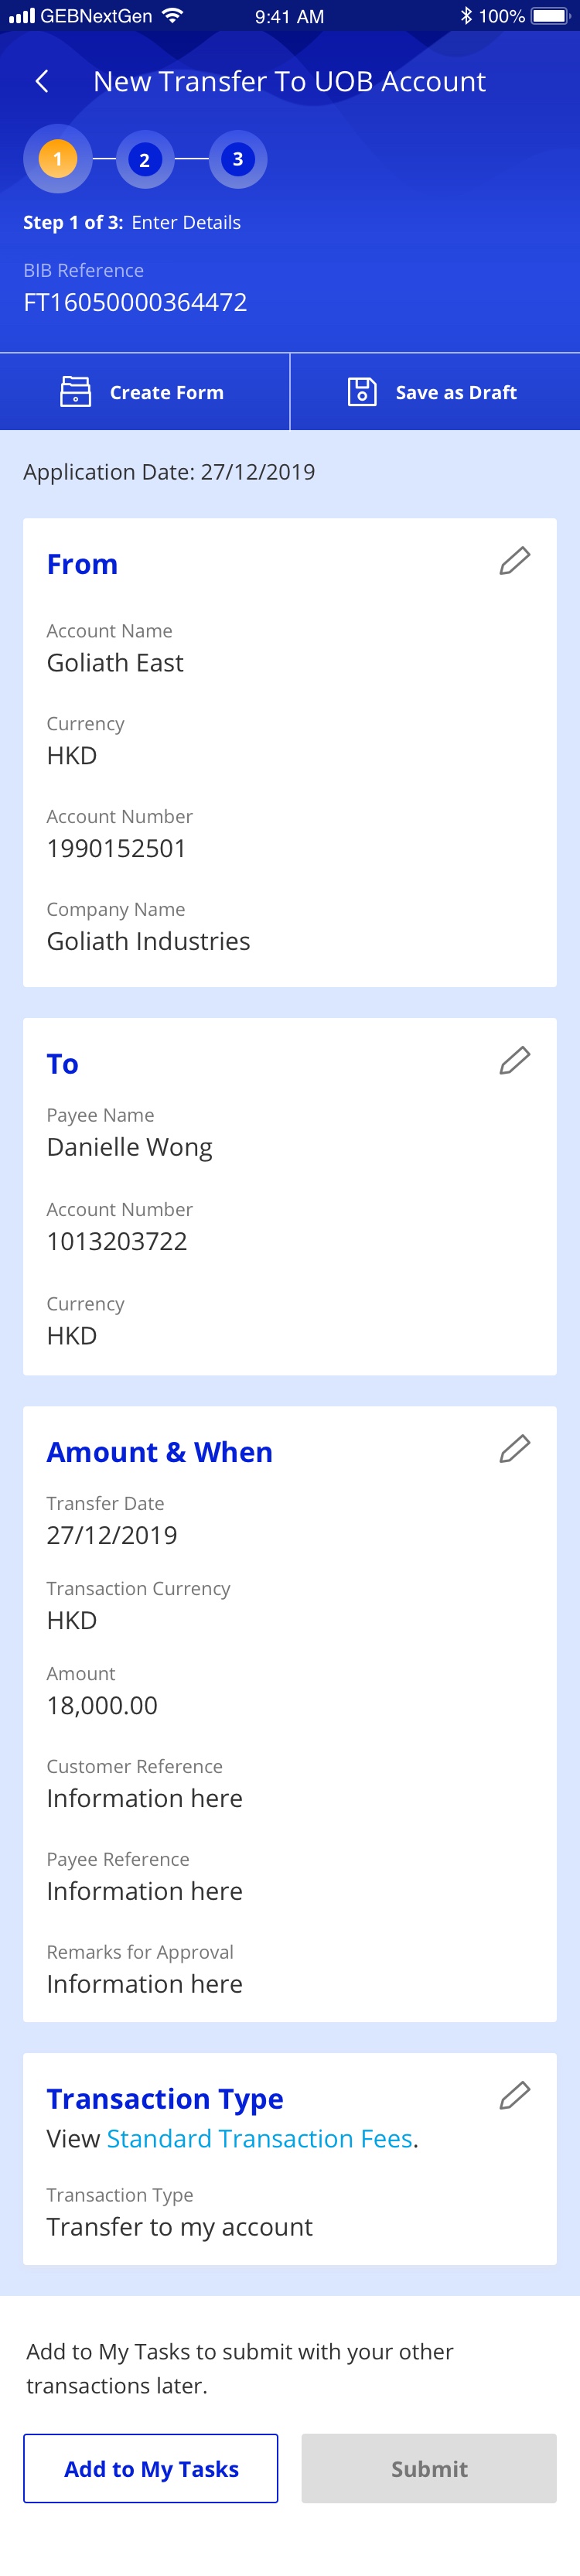 GEBNextGen 9:41 AM 100%
New Transfer To UOB Account
1 2 3
Step 1 of 3: Enter Details
BIB Reference
FT16050000364472
Create Form Save as Draft
Application Date: 27/12/2019
From
Account Name
Goliath East
Currency
HKD
Account Number
1990152501
Company Name
Goliath Industries
To
Payee Name
Danielle Wong
Account Number
1013203722
Currency
HKD
Amount & When
Transfer Date
27/12/2019
Transaction Currency
HKD
Amount
18,000.00
Customer Reference
Information here
Payee Reference
Information here
Remarks for Approval
Information here
Transaction Type
View Standard Transaction Fees.
Transaction Type
Transfer to my account
Add to My Tasks to submit with your other
transactions later.
Add to My Tasks Submit